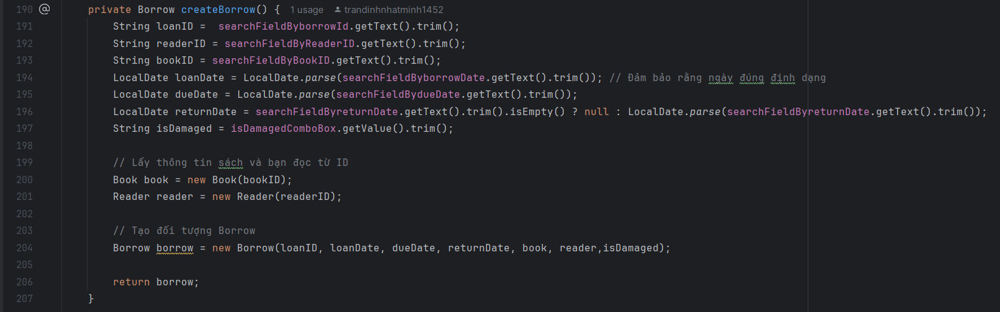 190 @ private Borrow createBorrow() { 1 usage trandinhnhatminh1452
191 String loanID =  searchFieldByborrowId.getText().trim();
192 String readerID = searchFieldByReaderID.getText().trim();
193 String bookID = searchFieldByBookID.getText().trim();
194 LocalDate loanDate = LocalDate.parse(searchFieldByborrowDate.getText().trim()); // Đảm bảo rằng ngày đúng định dạng
195 LocalDate dueDate = LocalDate.parse(searchFieldBydueDate.getText().trim());
196 LocalDate returnDate = searchFieldByreturnDate.getText().trim().isEmpty() ? null : LocalDate.parse(searchFieldByreturnDate.getText().trim());
197 String isDamaged = isDamagedComboBox.getValue().trim();
198
199 // Lấy thông tin sách và bạn đọc từ ID
200 Book book = new Book(bookID);
201 Reader reader = new Reader(readerID);
202
203 // Tạo đối tượng Borrow
204 Borrow borrow = new Borrow(loanID, loanDate, dueDate, returnDate, book, reader,isDamaged);
205
206 return borrow;
207 }